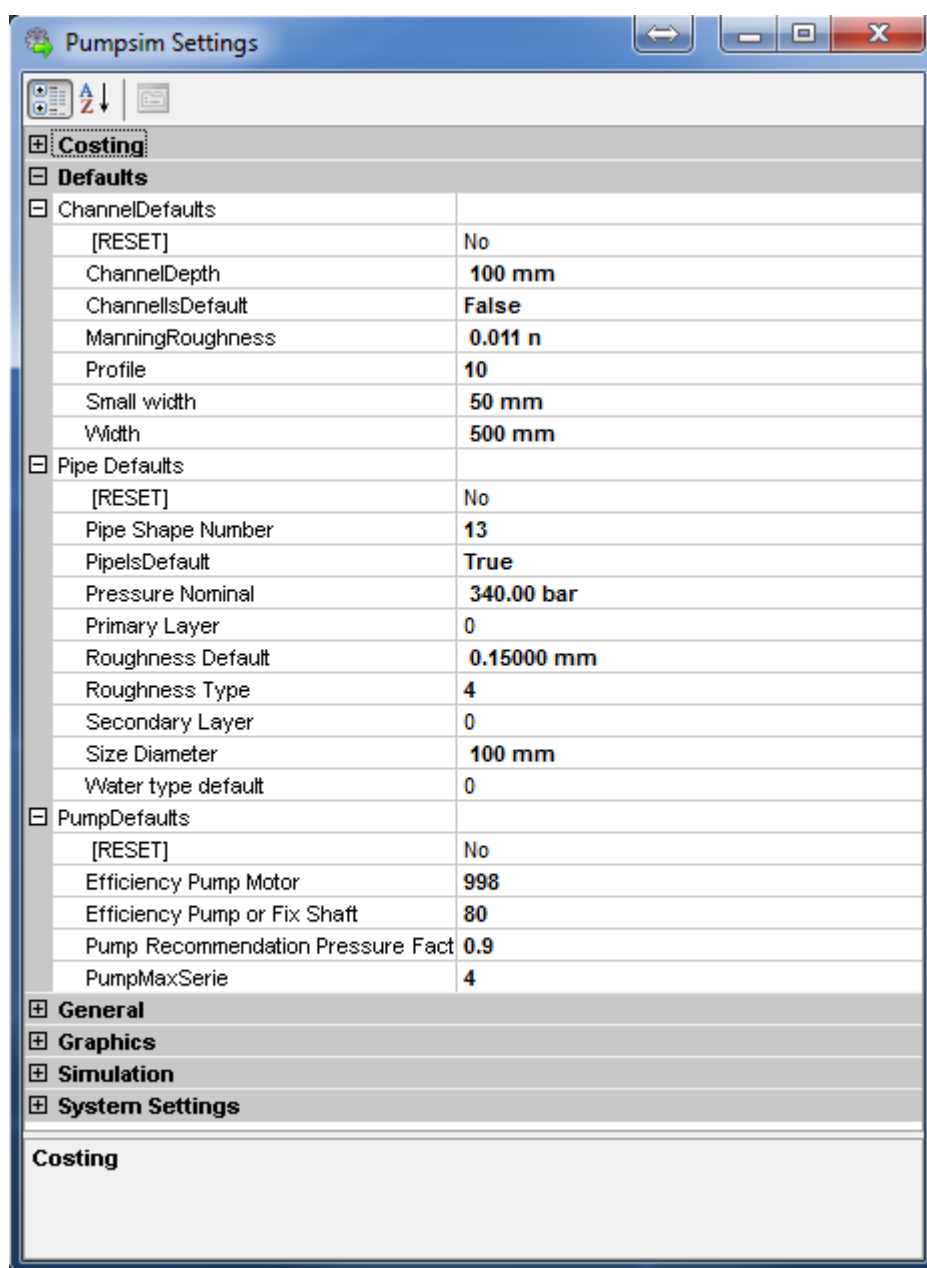 Pumpsim Settings
Costing
Defaults
ChannelDefaults
[RESET] No
ChannelDepth 100 mm
ChannelIsDefault False
ManningRoughness 0.011 n
Profile 10
Small width 50 mm
Width 500 mm
Pipe Defaults
[RESET] No
Pipe Shape Number 13
PipeIsDefault True
Pressure Nominal 340.00 bar
Primary Layer 0
Roughness Default 0.15000 mm
Roughness Type 4
Secondary Layer 0
Size Diameter 100 mm
Water type default 0
PumpDefaults
[RESET] No
Efficiency Pump Motor 998
Efficiency Pump or Fix Shaft 80
Pump Recommendation Pressure Fact 0.9
PumpMaxSerie 4
General
Graphics
Simulation
System Settings
Costing